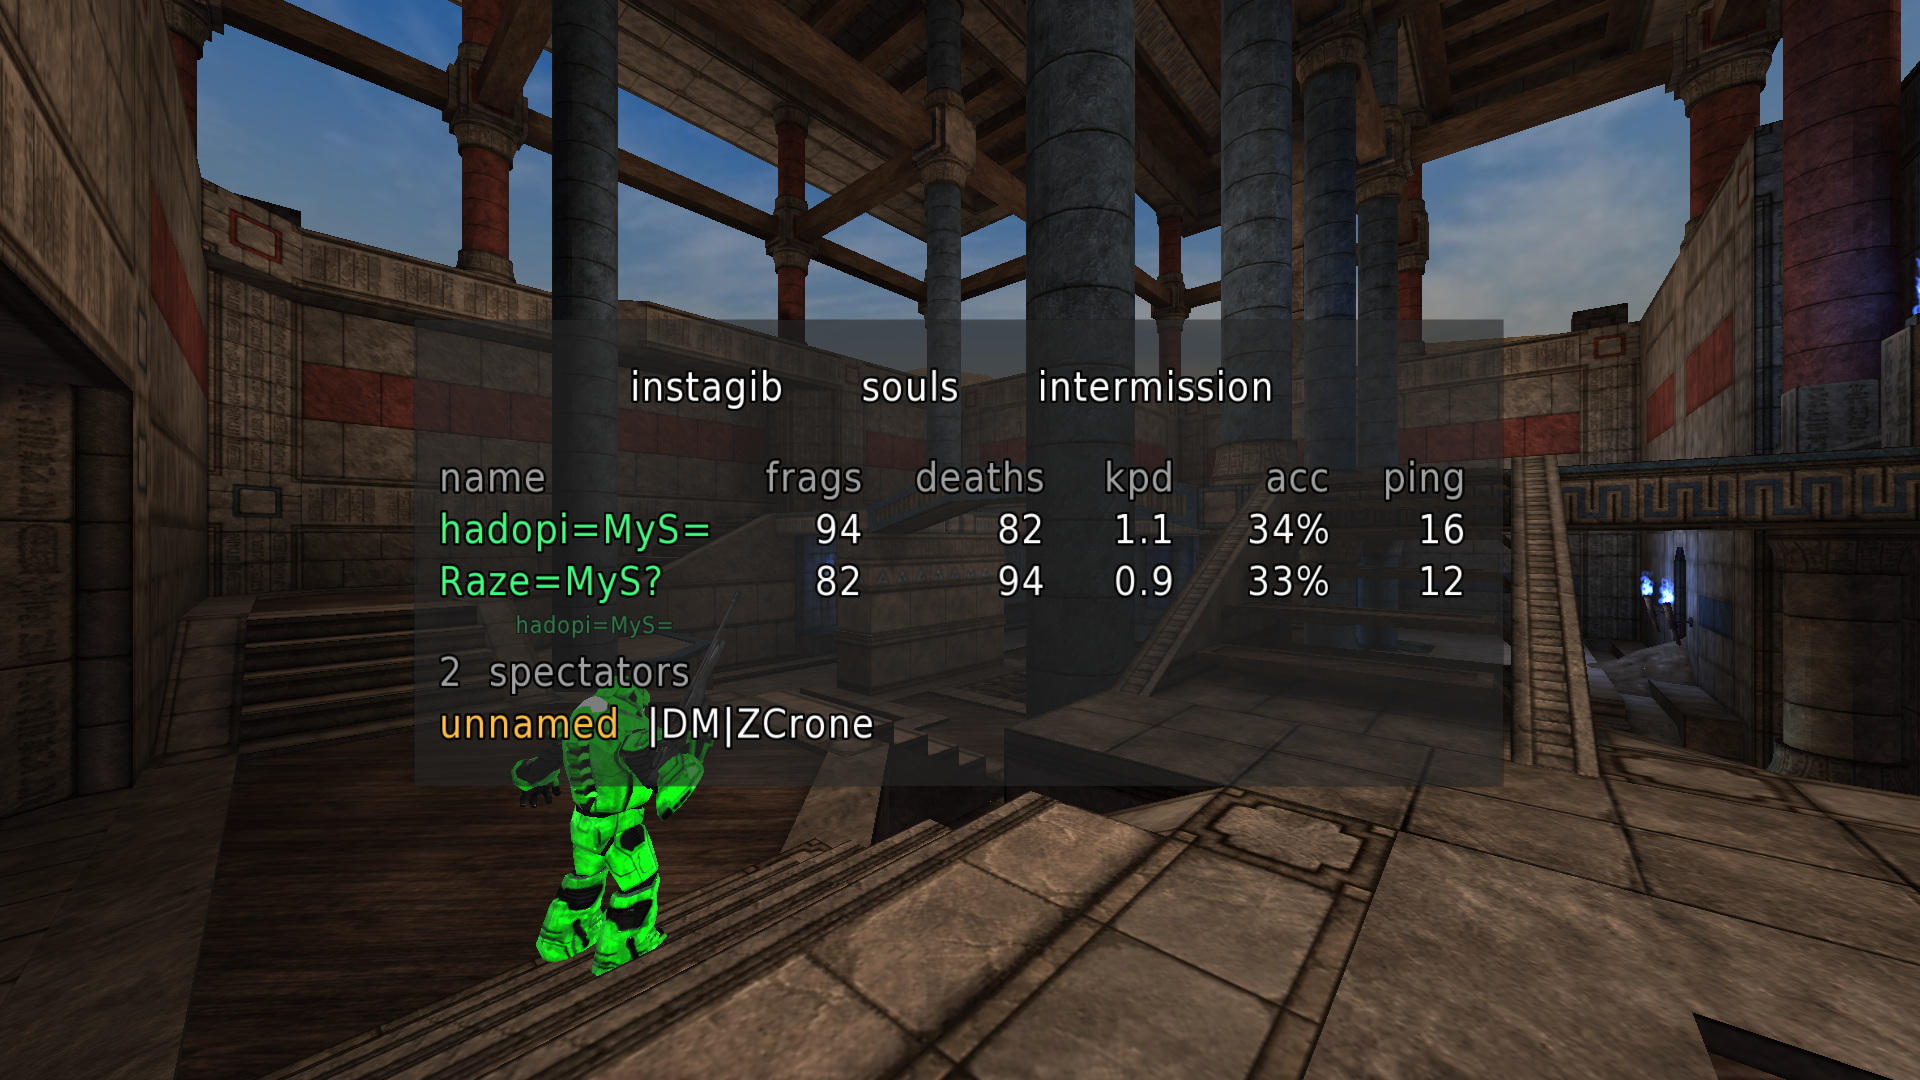 instagib souls intermission
name frags deaths kpd acc ping
hadopi=MyS= 94 82 1.1 34% 16
Raze=MyS? 82 94 0.9 33% 12
hadopi=MyS=
2 spectators
unnamed |DM|ZCrone